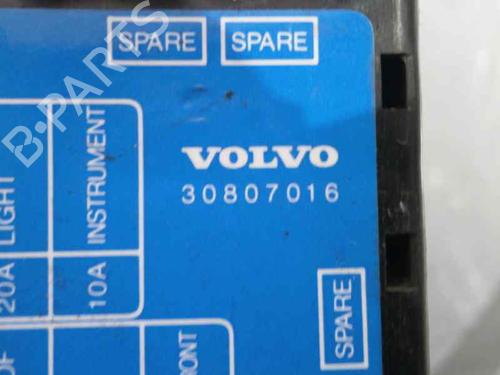 SPARE SPARE
VOLVO
30807016
LIGHT
20A
INSTRUMENT
10A
SPARE
B-PARTS